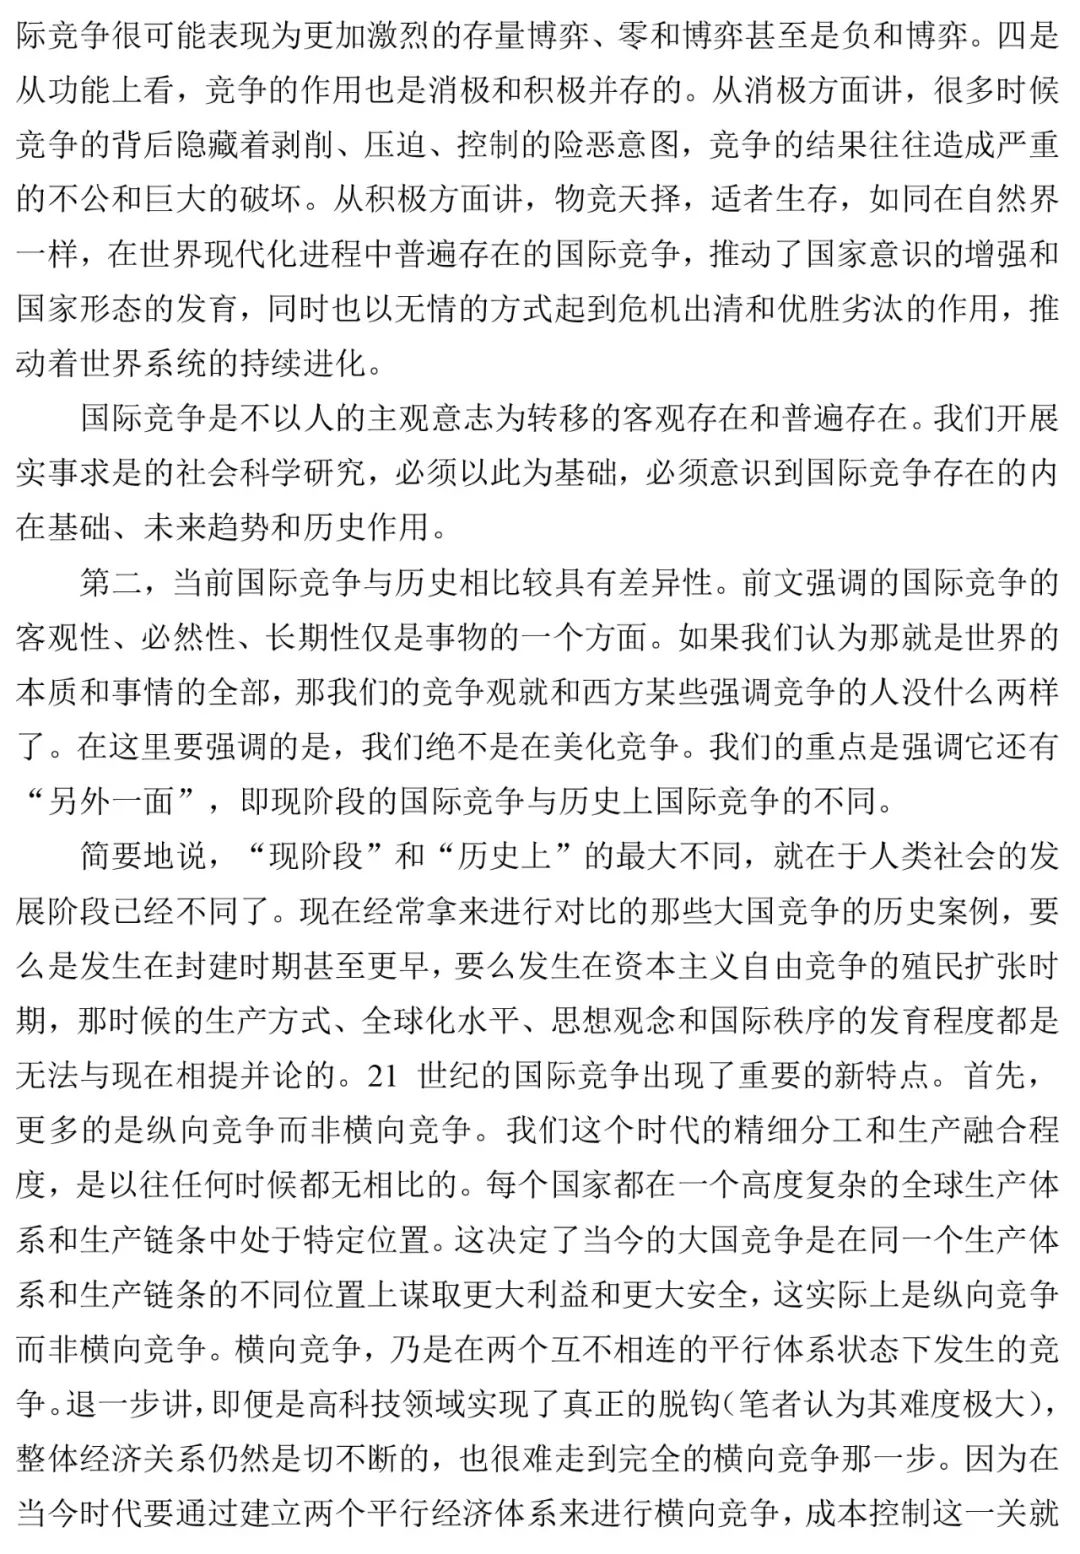 际竞争很可能表现为更加激烈的存量博弈、零和博弈甚至是负和博弈。四是
从功能上看，竞争的作用也是消极和积极并存的。从消极方面讲，很多时候
竞争的背后隐藏着剥削、压迫、控制的险恶意图，竞争的结果往往造成严重
的不公和巨大的破坏。从积极方面讲，物竞天择，适者生存，如同在自然界
一样，在世界现代化进程中普遍存在的国际竞争，推动了国家意识的增强和
国家形态的发育，同时也以无情的方式起到危机出清和优胜劣汰的作用，推
动着世界系统的持续进化。
国际竞争是不以人的主观意志为转移的客观存在和普遍存在。我们开展
实事求是的社会科学研究，必须以此为基础，必须意识到国际竞争存在的内
在基础、未来趋势和历史作用。
第二，当前国际竞争与历史相比较具有差异性。前文强调的国际竞争的
客观性、必然性、长期性仅是事物的一个方面。如果我们认为那就是世界的
本质和事情的全部，那我们的竞争观就和西方某些强调竞争的人没什么两样
了。在这里要强调的是，我们绝不是在美化竞争。我们的重点是强调它还有
“另外一面”，即现阶段的国际竞争与历史上国际竞争的不同。
简要地说，“现阶段”和“历史上”的最大不同，就在于人类社会的发
展阶段已经不同了。现在经常拿来进行对比的那些大国竞争的历史案例，要
么是发生在封建时期甚至更早，要么发生在资本主义自由竞争的殖民扩张时
期，那时候的生产方式、全球化水平、思想观念和国际秩序的发育程度都是
无法与现在相提并论的。21 世纪的国际竞争出现了重要的新特点。首先，
更多的是纵向竞争而非横向竞争。我们这个时代的精细分工和生产融合程
度，是以往任何时候都无相比的。每个国家都在一个高度复杂的全球生产体
系和生产链条中处于特定位置。这决定了当今的大国竞争是在同一个生产体
系和生产链条的不同位置上谋取更大利益和更大安全，这实际上是纵向竞争
而非横向竞争。横向竞争，乃是在两个互不相连的平行体系状态下发生的竞
争。退一步讲，即便是高科技领域实现了真正的脱钩（笔者认为其难度极大），
整体经济关系仍然是切不断的，也很难走到完全的横向竞争那一步。因为在
当今时代要通过建立两个平行经济体系来进行横向竞争，成本控制这一关就